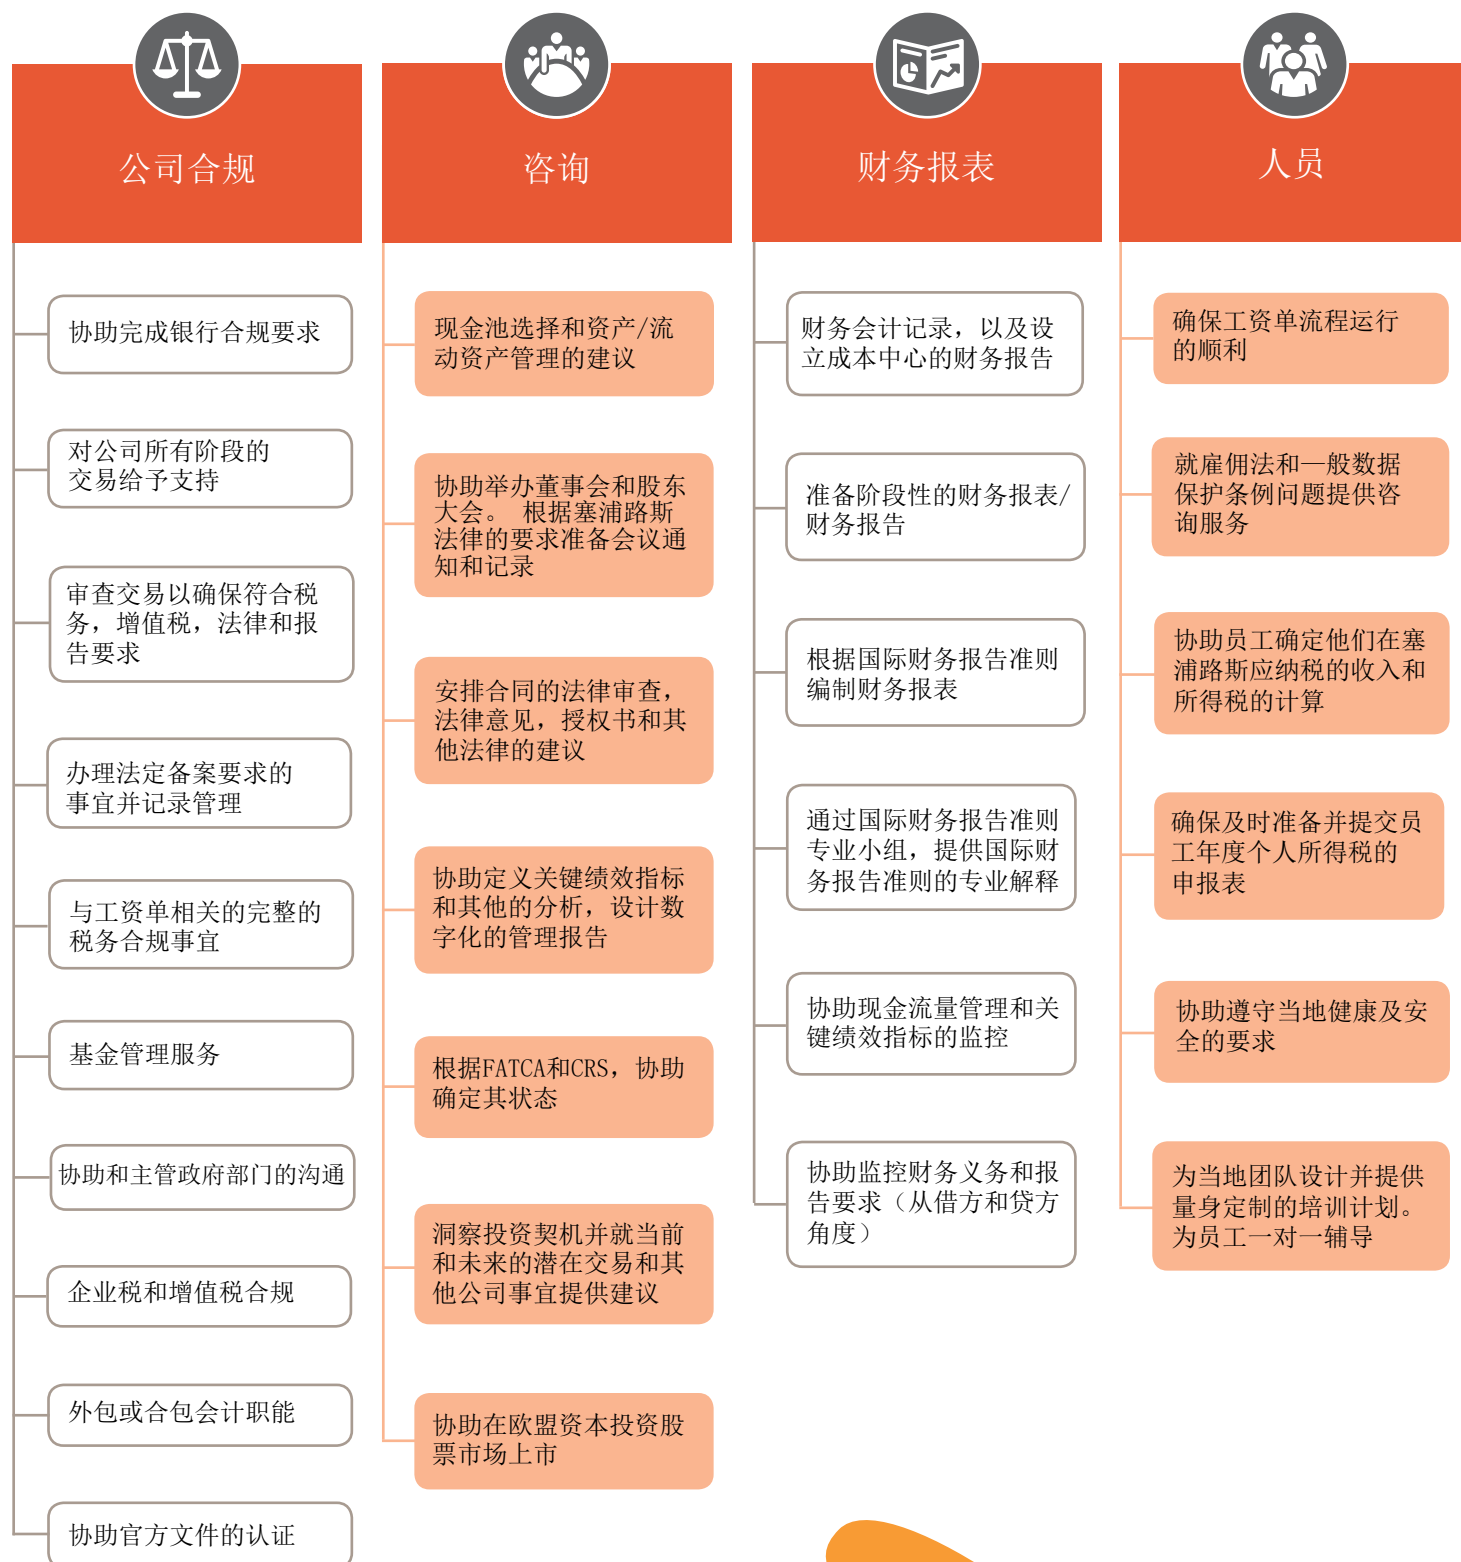 公司合规
协助完成银行合规要求
对公司所有阶段的
交易给予支持
审查交易以确保符合税
务，增值税，法律和报
告要求
办理法定备案要求的
事宜并记录管理
与工资单相关的完整的
税务合规事宜
基金管理服务
协助和主管政府部门的沟通
企业税和增值税合规
外包或合包会计职能
协助官方文件的认证
咨询
现金池选择和资产/流
动资产管理的建议
协助举办董事会和股东
大会。 根据塞浦路斯
法律的要求准备会议通
知和记录
安排合同的法律审查，
法律意见，授权书和其
他法律的建议
协助定义关键绩效指标
和其他的分析，设计数
字化的管理报告
根据FATCA和CRS，协助
确定其状态
洞察投资契机并就当前
和未来的潜在交易和其
他公司事宜提供建议
协助在欧盟资本投资股
票市场上市
财务报表
财务会计记录，以及设
立成本中心的财务报告
准备阶段性的财务报表/
财务报告
根据国际财务报告准则
编制财务报表
通过国际财务报告准则
专业小组，提供国际财
务报告准则的专业解释
协助现金流量管理和关
键绩效指标的监控
协助监控财务义务和报
告要求（从借方和贷方
角度）
人员
确保工资单流程运行
的顺利
就雇佣法和一般数据
保护条例问题提供咨
询服务
协助员工确定他们在塞
浦路斯应纳税的收入和
所得税的计算
确保及时准备并提交员
工年度个人所得税的
申报表
协助遵守当地健康及安
全的要求
为当地团队设计并提供
量身定制的培训计划。
为员工一对一辅导